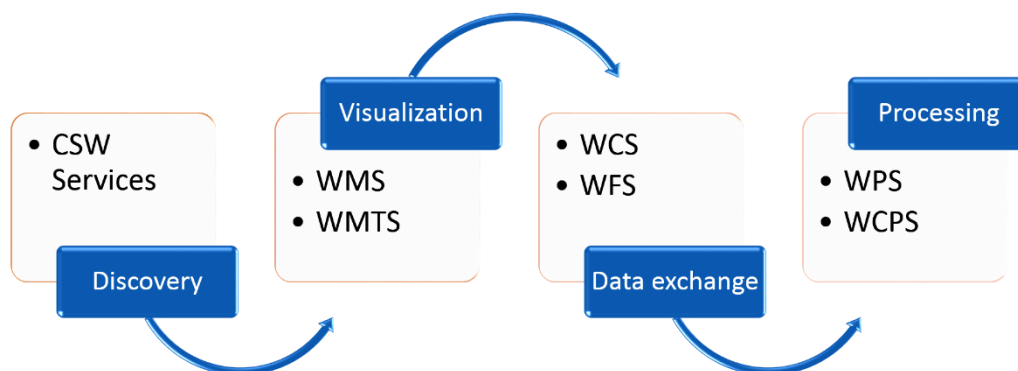 • CSW
Services
Discovery
Visualization
• WMS
• WMTS
• WCS
• WFS
Data exchange
Processing
• WPS
• WCPS